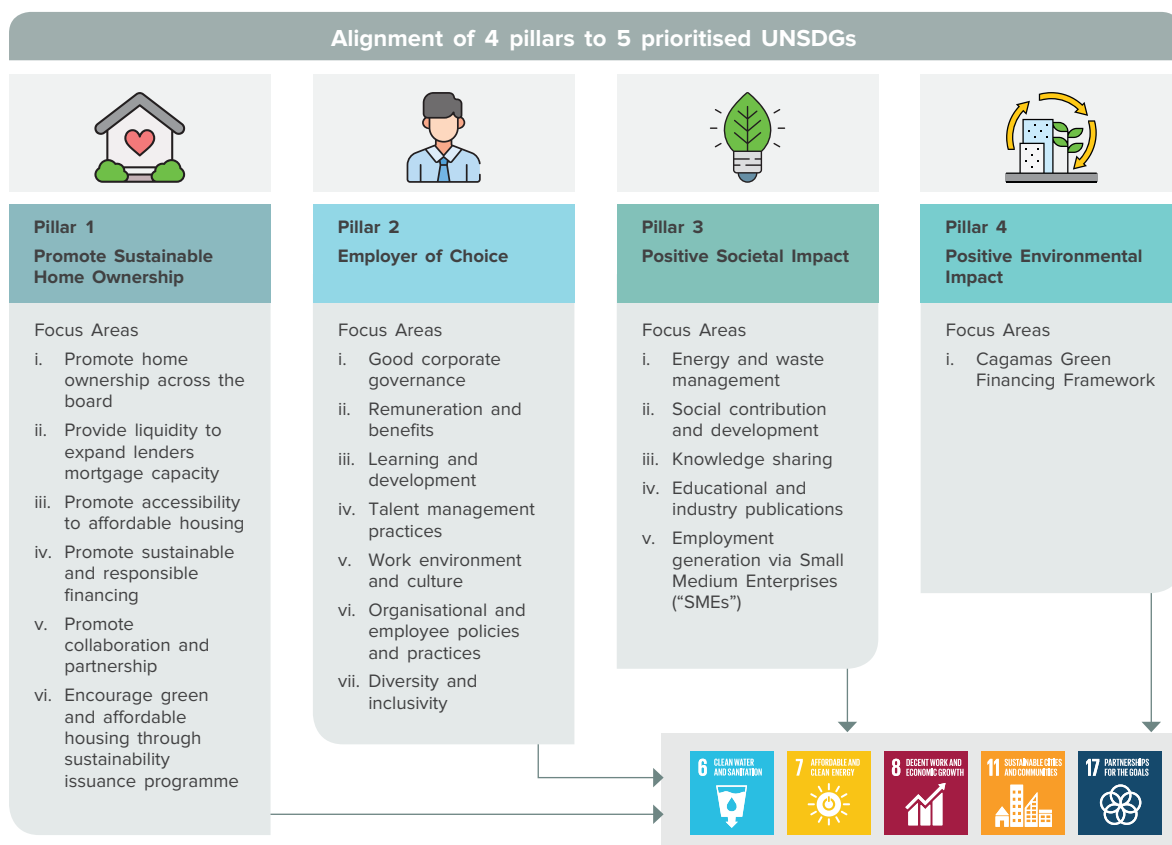 Alignment of 4 pillars to 5 prioritised UNSDGs
Pillar 1
Promote Sustainable
Home Ownership
Focus Areas
i. Promote home
ownership across the
board
ii. Provide liquidity to
expand lenders
mortgage capacity
iii. Promote accessibility
to affordable housing
iv. Promote sustainable
and responsible
financing
v. Promote
collaboration and
partnership
vi. Encourage green
and affordable
housing through
sustainability
issuance programme
Pillar 2
Employer of Choice
Focus Areas
i. Good corporate
governance
ii. Remuneration and
benefits
iii. Learning and
development
iv. Talent management
practices
v. Work environment
and culture
vi. Organisational and
employee policies
and practices
vii. Diversity and
inclusivity
Pillar 3
Positive Societal Impact
Focus Areas
i. Energy and waste
management
ii. Social contribution
and development
iii. Knowledge sharing
iv. Educational and
industry publications
v. Employment
generation via Small
Medium Enterprises
(“SMEs”)
Pillar 4
Positive Environmental
Impact
Focus Areas
i. Cagamas Green
Financing Framework
6 CLEAN WATER
AND SANITATION
7 AFFORDABLE AND
CLEAN ENERGY
8 DECENT WORK AND
ECONOMIC GROWTH
11 SUSTAINABLE CITIES
AND COMMUNITIES
17 PARTNERSHIPS
FOR THE GOALS